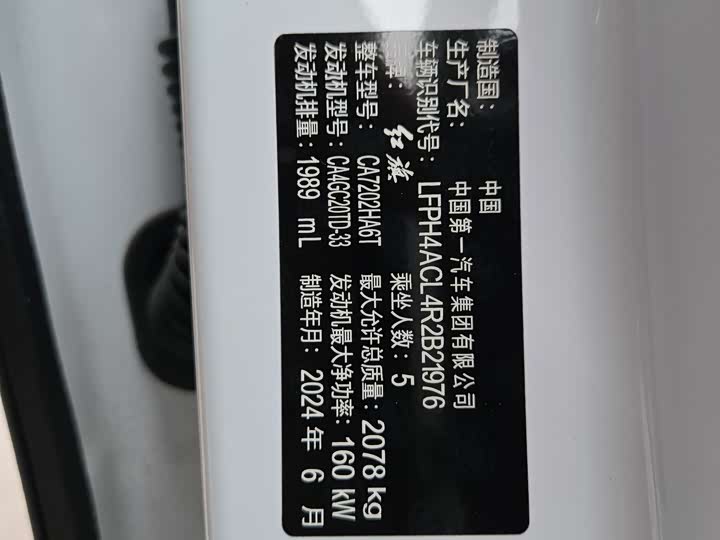 制造国： 中国
生产厂名： 中国第一汽车集团有限公司
车辆识别代号： LFPH4ACL4R2B21976
品牌： 红旗 乘坐人数： 5
整车型号： CA7202HA6T 最大允许总质量： 2078 kg
发动机型号： CA4GC20TD-33 发动机最大净功率： 160 kW
发动机排量： 1989 mL 制造年月： 2024 年 6 月